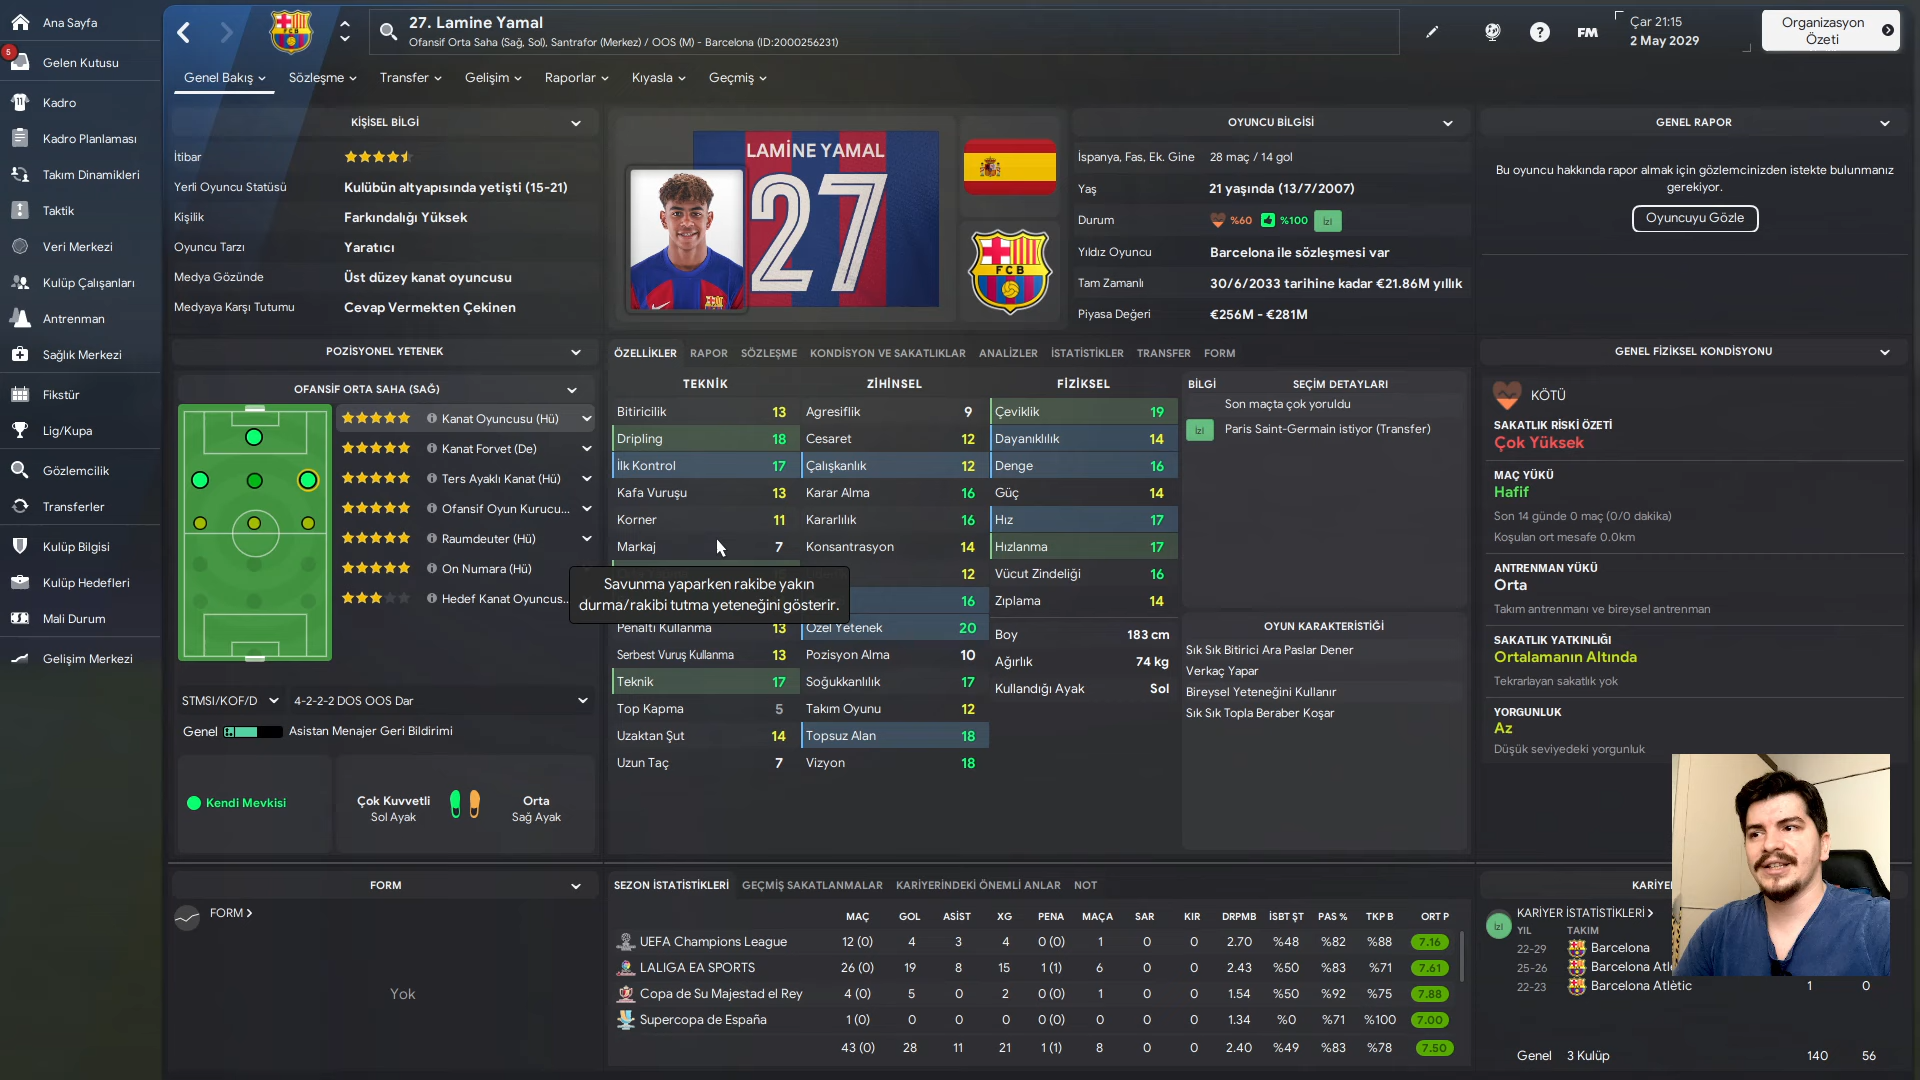 Ana Sayfa
5
Gelen Kutusu
Kadro
Kadro Planlaması
Takım Dinamikleri
Taktik
Veri Merkezi
Kulüp Çalışanları
Antrenman
Sağlık Merkezi
Fikstür
Lig/Kupa
Gözlemcilik
Transferler
Kulüp Bilgisi
Kulüp Hedefleri
Mali Durum
Gelişim Merkezi
27. Lamine Yamal
Ofansif Orta Saha (Sağ, Sol), Santrafor (Merkez) / OOS (M) - Barcelona (ID:2000256231)
FM
Çar 21:15
2 May 2029
Organizasyon
Özeti
Genel Bakış
Sözleşme
Transfer
Gelişim
Raporlar
Kıyasla
Geçmiş
KİŞİSEL BİLGİ
İtibar
Yerli Oyuncu Statüsü Kulübün altyapısında yetişti (15-21)
Kişilik Farkındalığı Yüksek
Oyuncu Tarzı Yaratıcı
Medya Gözünde Üst düzey kanat oyuncusu
Medyaya Karşı Tutumu Cevap Vermekten Çekinen
LAMİNE YAMAL
27
FCB
OYUNCU BİLGİSİ
İspanya, Fas, Ek. Gine 28 maç / 14 gol
Yaş 21 yaşında (13/7/2007)
Durum %60 %100 İzl
Yıldız Oyuncu Barcelona ile sözleşmesi var
Tam Zamanlı 30/6/2033 tarihine kadar €21.86M yıllık
Piyasa Değeri €256M - €281M
GENEL RAPOR
Bu oyuncu hakkında rapor almak için gözlemcinizden istekte bulunmanız
gerekiyor.
Oyuncuyu Gözle
POZİSYONEL YETENEK
OFANSİF ORTA SAHA (SAĞ)
Kanat Oyuncusu (Hü)
Kanat Forvet (De)
Ters Ayaklı Kanat (Hü)
Ofansif Oyun Kurucu...
Raumdeuter (Hü)
On Numara (Hü)
Hedef Kanat Oyuncus...
STMSI/KOF/D 4-2-2-2 DOS OOS Dar
Genel Asistan Menajer Geri Bildirimi
Kendi Mevkisi
Çok Kuvvetli
Sol Ayak
Orta
Sağ Ayak
ÖZELLİKLER RAPOR SÖZLEŞME KONDİSYON VE SAKATLIKLAR ANALİZLER İSTATİSTİKLER TRANSFER FORM
TEKNİK
Bitiricilik 13
Dripling 18
İlk Kontrol 17
Kafa Vuruşu 13
Korner 11
Markaj 7
Savunma yaparken rakibe yakın
durma/rakibi tutma yeteneğini gösterir.
Penaltı Kullanma 13
Serbest Vuruş Kullanma 13
Teknik 17
Top Kapma 5
Uzaktan Şut 14
Uzun Taç 7
ZİHİNSEL
Agresiflik 9
Cesaret 12
Çalışkanlık 12
Karar Alma 16
Kararlılık 16
Konsantrasyon 14
12
16
Özel Yetenek 20
Pozisyon Alma 10
Soğukkanlılık 17
Takım Oyunu 12
Topsuz Alan 18
Vizyon 18
FİZİKSEL
Çeviklik 19
Dayanıklılık 14
Denge 16
Güç 14
Hız 17
Hızlanma 17
Vücut Zindeliği 16
Zıplama 14
Boy 183 cm
Ağırlık 74 kg
Kullandığı Ayak Sol
BİLGİ SEÇİM DETAYLARI
Son maçta çok yoruldu
İzl Paris Saint-Germain istiyor (Transfer)
OYUN KARAKTERİSTİĞİ
Sık Sık Bitirici Ara Paslar Dener
Verkaç Yapar
Bireysel Yeteneğini Kullanır
Sık Sık Topla Beraber Koşar
GENEL FİZİKSEL KONDİSYONU
KÖTÜ
SAKATLIK RİSKİ ÖZETİ
Çok Yüksek
MAÇ YÜKÜ
Hafif
Son 14 günde 0 maç (0/0 dakika)
Koşulan ort mesafe 0.0km
ANTRENMAN YÜKÜ
Orta
Takım antrenmanı ve bireysel antrenman
SAKATLIK YATKINLIĞI
Ortalamanın Altında
Tekrarlayan sakatlık yok
YORGUNLUK
Az
Düşük seviyedeki yorgunluk
FORM
FORM
Yok
SEZON İSTATİSTİKLERİ GEÇMİŞ SAKATLANMALAR KARİYERİNDEKİ ÖNEMLİ ANLAR NOT
MAÇ GOL ASİST XG PENA MAÇA SAR KIR DRPMB İSBT ŞT PAS % TKP B ORT P
UEFA Champions League 12 (0) 4 3 4 0 (0) 1 0 0 2.70 %48 %82 %88 7.16
LALIGA EA SPORTS 26 (0) 19 8 15 1 (1) 6 0 0 2.43 %50 %83 %71 7.61
Copa de Su Majestad el Rey 4 (0) 5 0 2 0 (0) 1 0 0 1.54 %50 %92 %75 7.88
Supercopa de España 1 (0) 0 0 0 0 (0) 0 0 0 1.34 %0 %71 %100 7.00
43 (0) 28 11 21 1 (1) 8 0 0 2.40 %49 %83 %78 7.50
İzl
KARİYER İSTATİSTİKLERİ
YIL TAKIM
22-29 Barcelona
25-26 Barcelona
22-23 Barcelona Atlètic 1 0
Genel 3 Kulüp 140 56